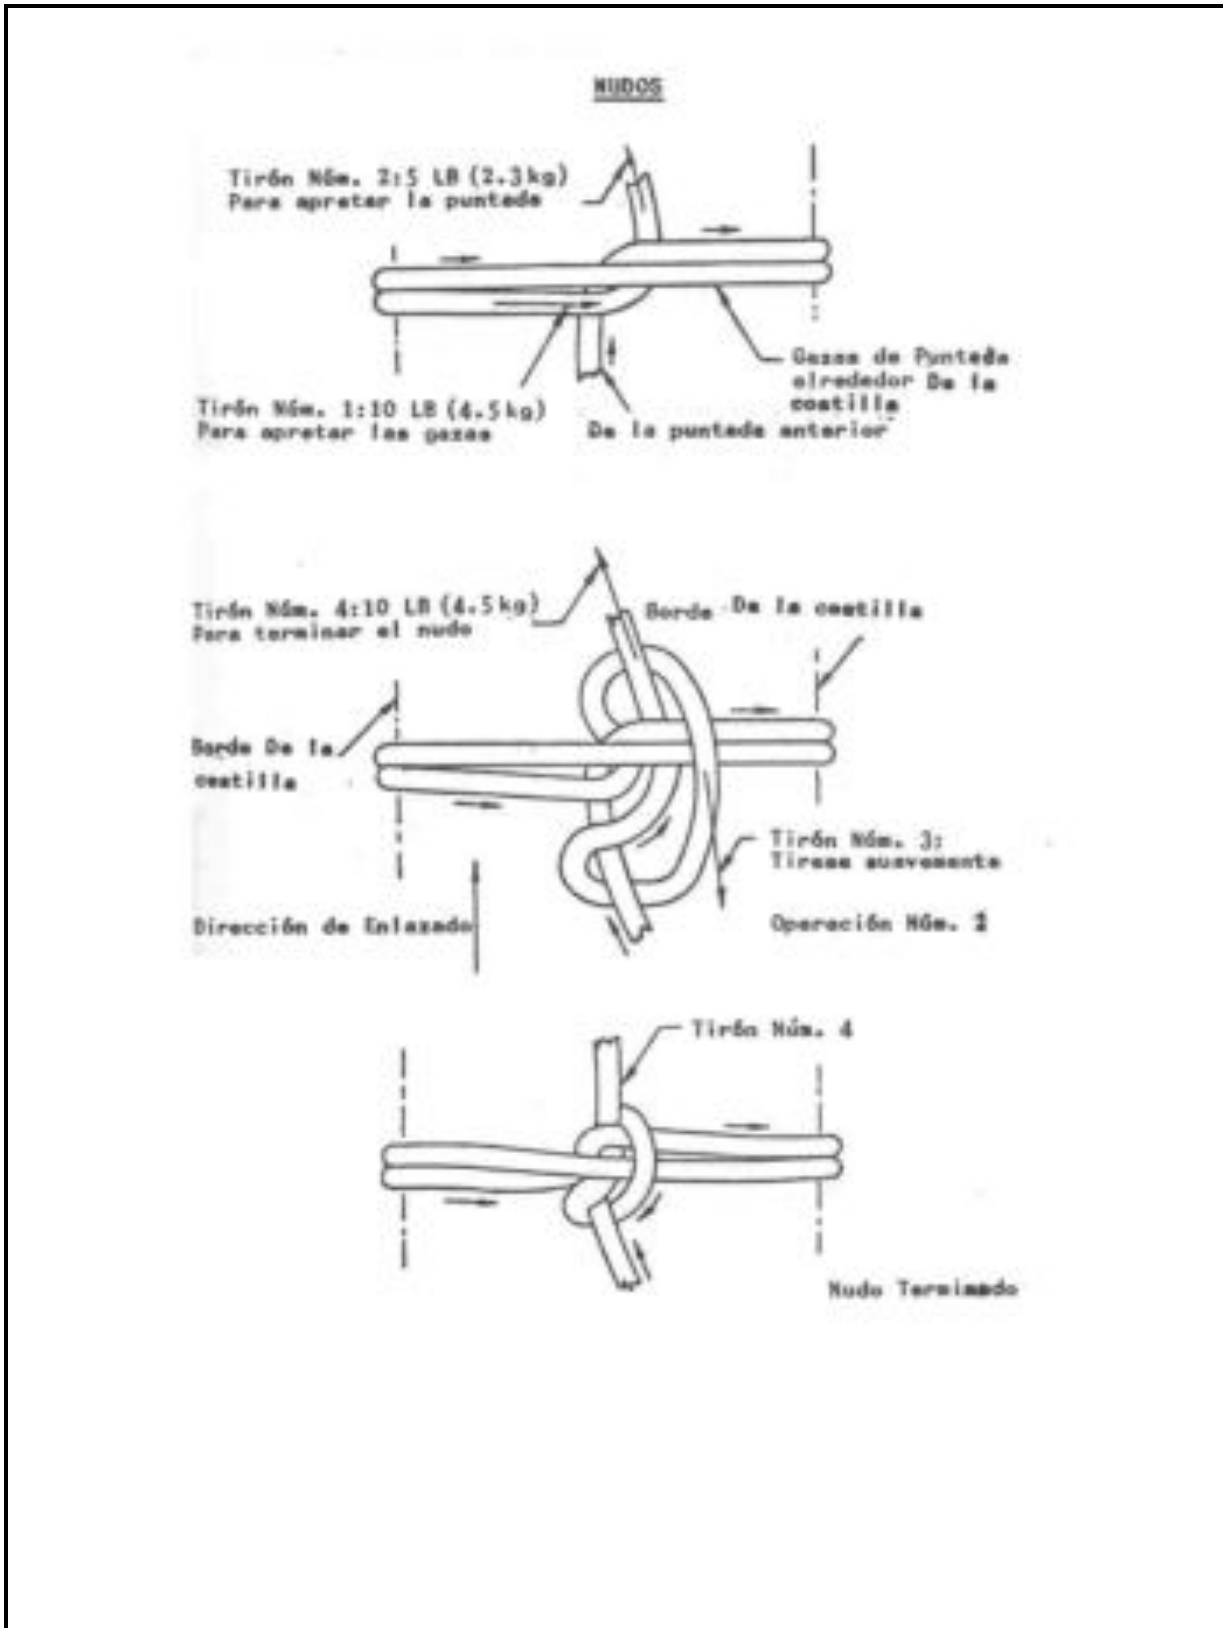 NUDOS
Tirón Núm. 2:5 LB (2.3kg)
Para apretar la puntada
Gazas de Puntada
alrededor De la
costilla
Tirón Núm. 1:10 LB (4.5kg)
Para apretar las gazas
De la puntada anterior
Tirón Núm. 4:10 LB (4.5kg)
Para terminar el nudo
Borde De la costilla
Borde De la
costilla
Tirón Núm. 3:
Tirese suavemente
Dirección de Enlazado
Operación Núm. 2
Tirón Núm. 4
Nudo Terminado